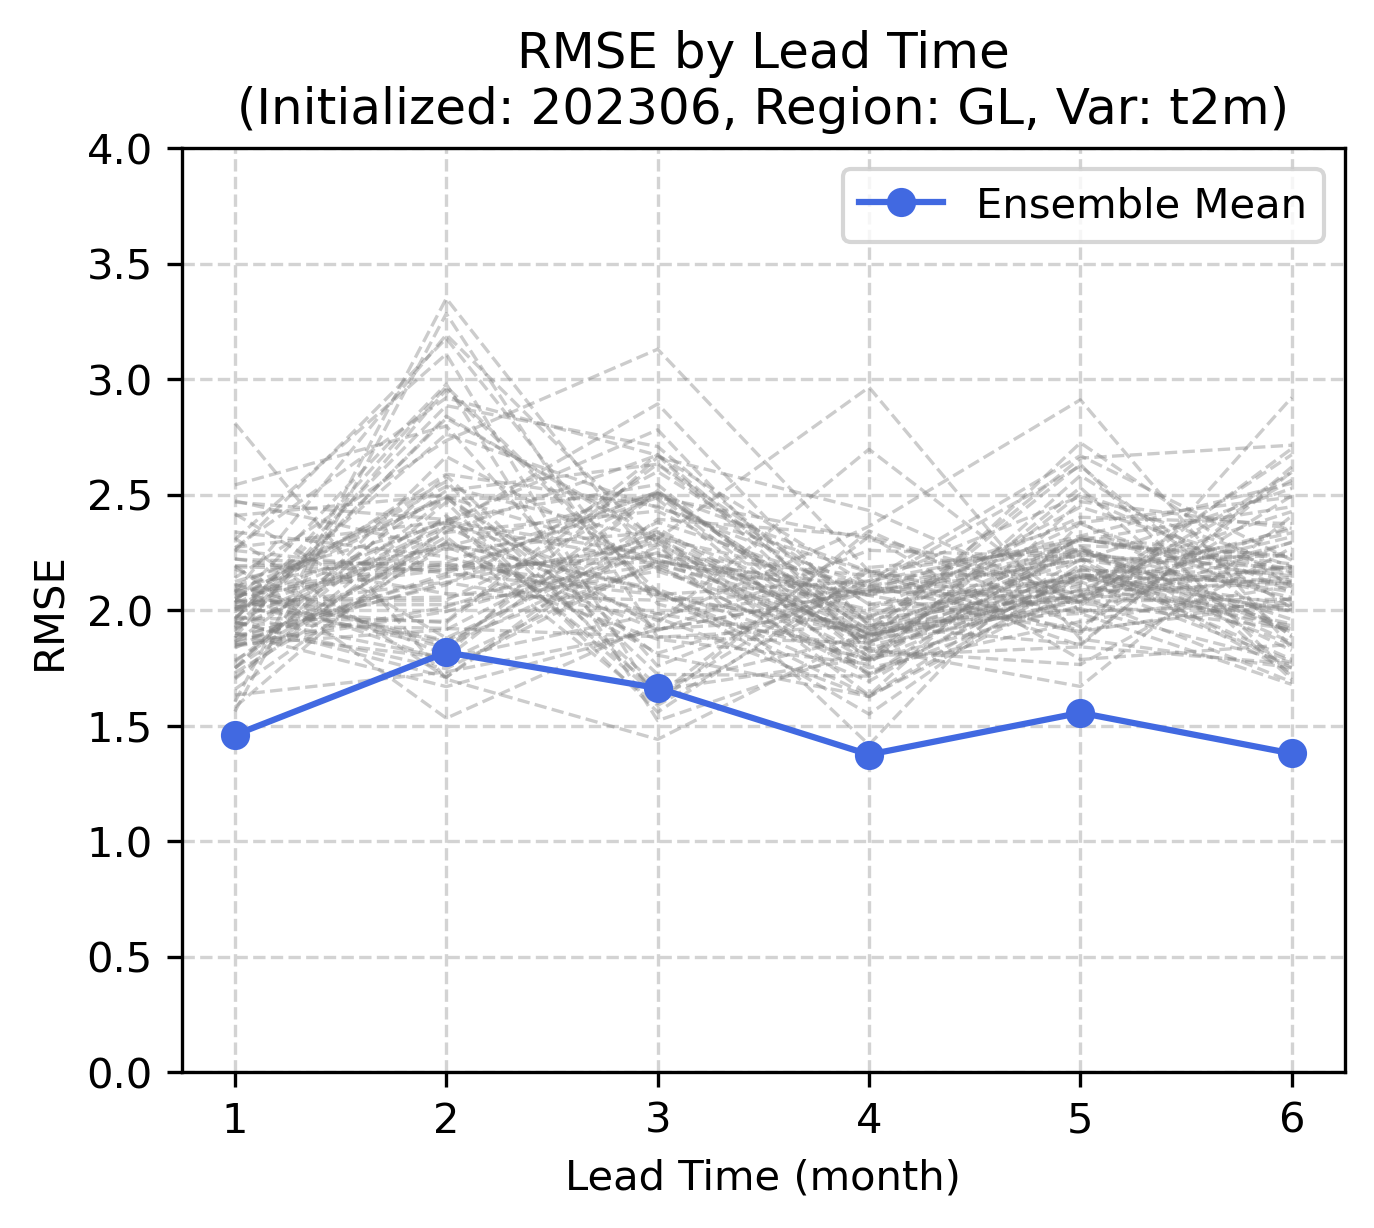 RMSE by Lead Time
(Initialized: 202306, Region: GL, Var: t2m)
Ensemble Mean
4.0
3.5
3.0
2.5
2.0
1.5
1.0
0.5
0.0
RMSE
1 2 3 4 5 6
Lead Time (month)